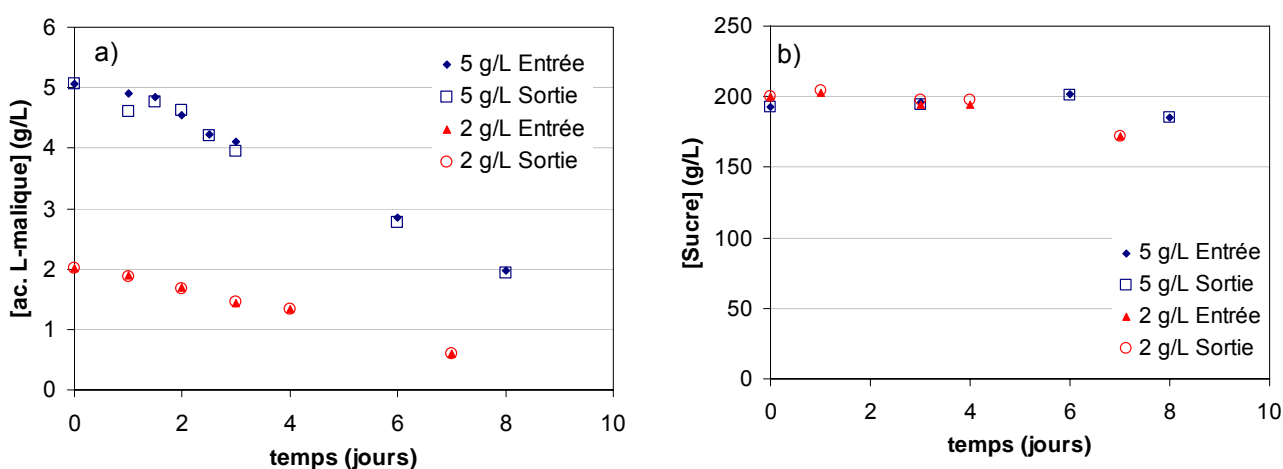 a)
[ac. L-malique] (g/L)
6
5
4
3
2
1
0
5 g/L Entrée
5 g/L Sortie
2 g/L Entrée
2 g/L Sortie
0 2 4 6 8 10
temps (jours)
b)
[Sucre] (g/L)
250
200
150
100
50
0
5 g/L Entrée
5 g/L Sortie
2 g/L Entrée
2 g/L Sortie
0 2 4 6 8 10
temps (jours)